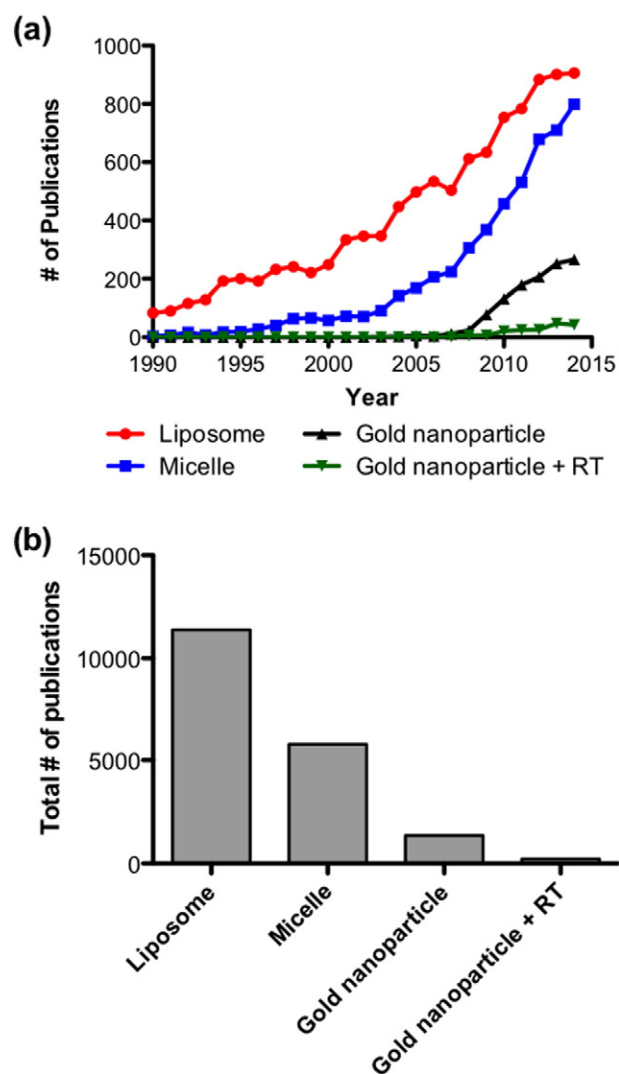 (a)
1000
800
600
400
200
0
# of Publications
1990 1995 2000 2005 2010 2015
Year
Liposome Gold nanoparticle
Micelle Gold nanoparticle + RT
(b)
15000
10000
5000
0
Total # of publications
Liposome
Micelle
Gold nanoparticle
Gold nanoparticle + RT